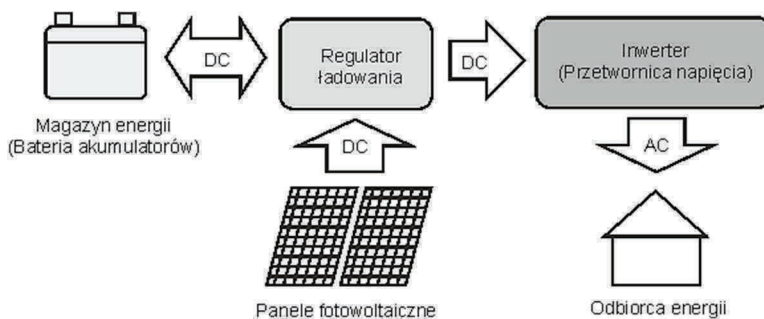 DC
Regulator
ładowania
DC
Inwerter
(Przetwornica napięcia)
Magazyn energii
(Bateria akumulatorów)
DC
AC
Panele fotowoltaiczne
Odbiorca energii